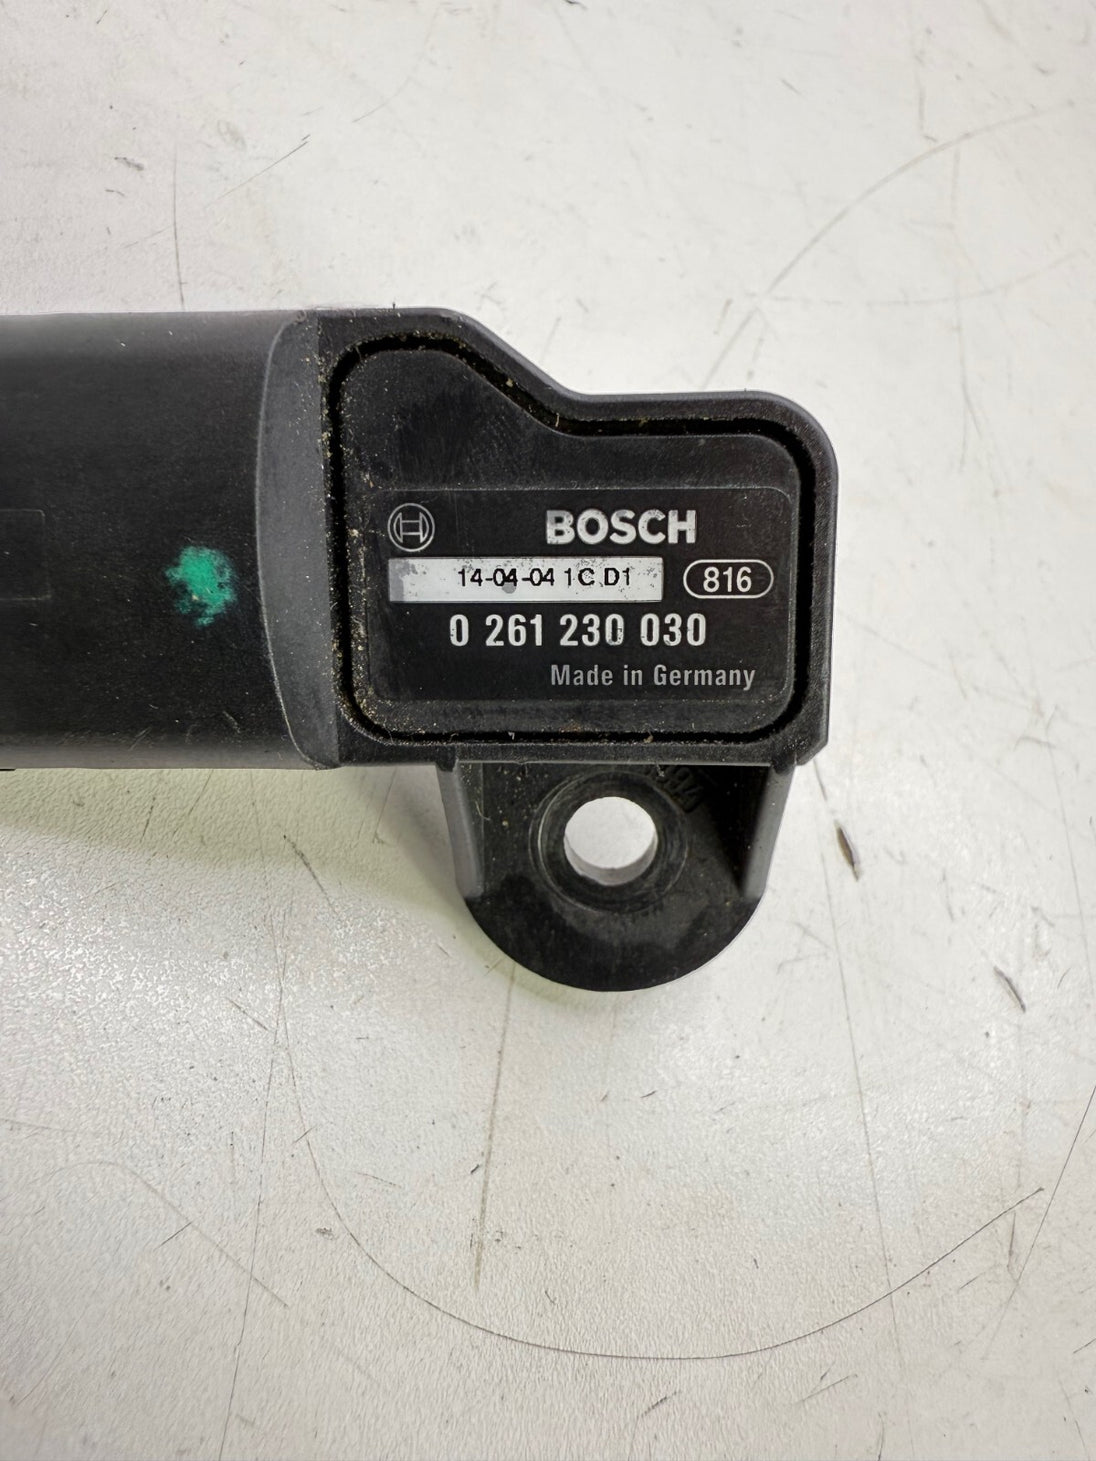 BOSCH
14-04-04 1C D1
816
0 261 230 030
Made in Germany